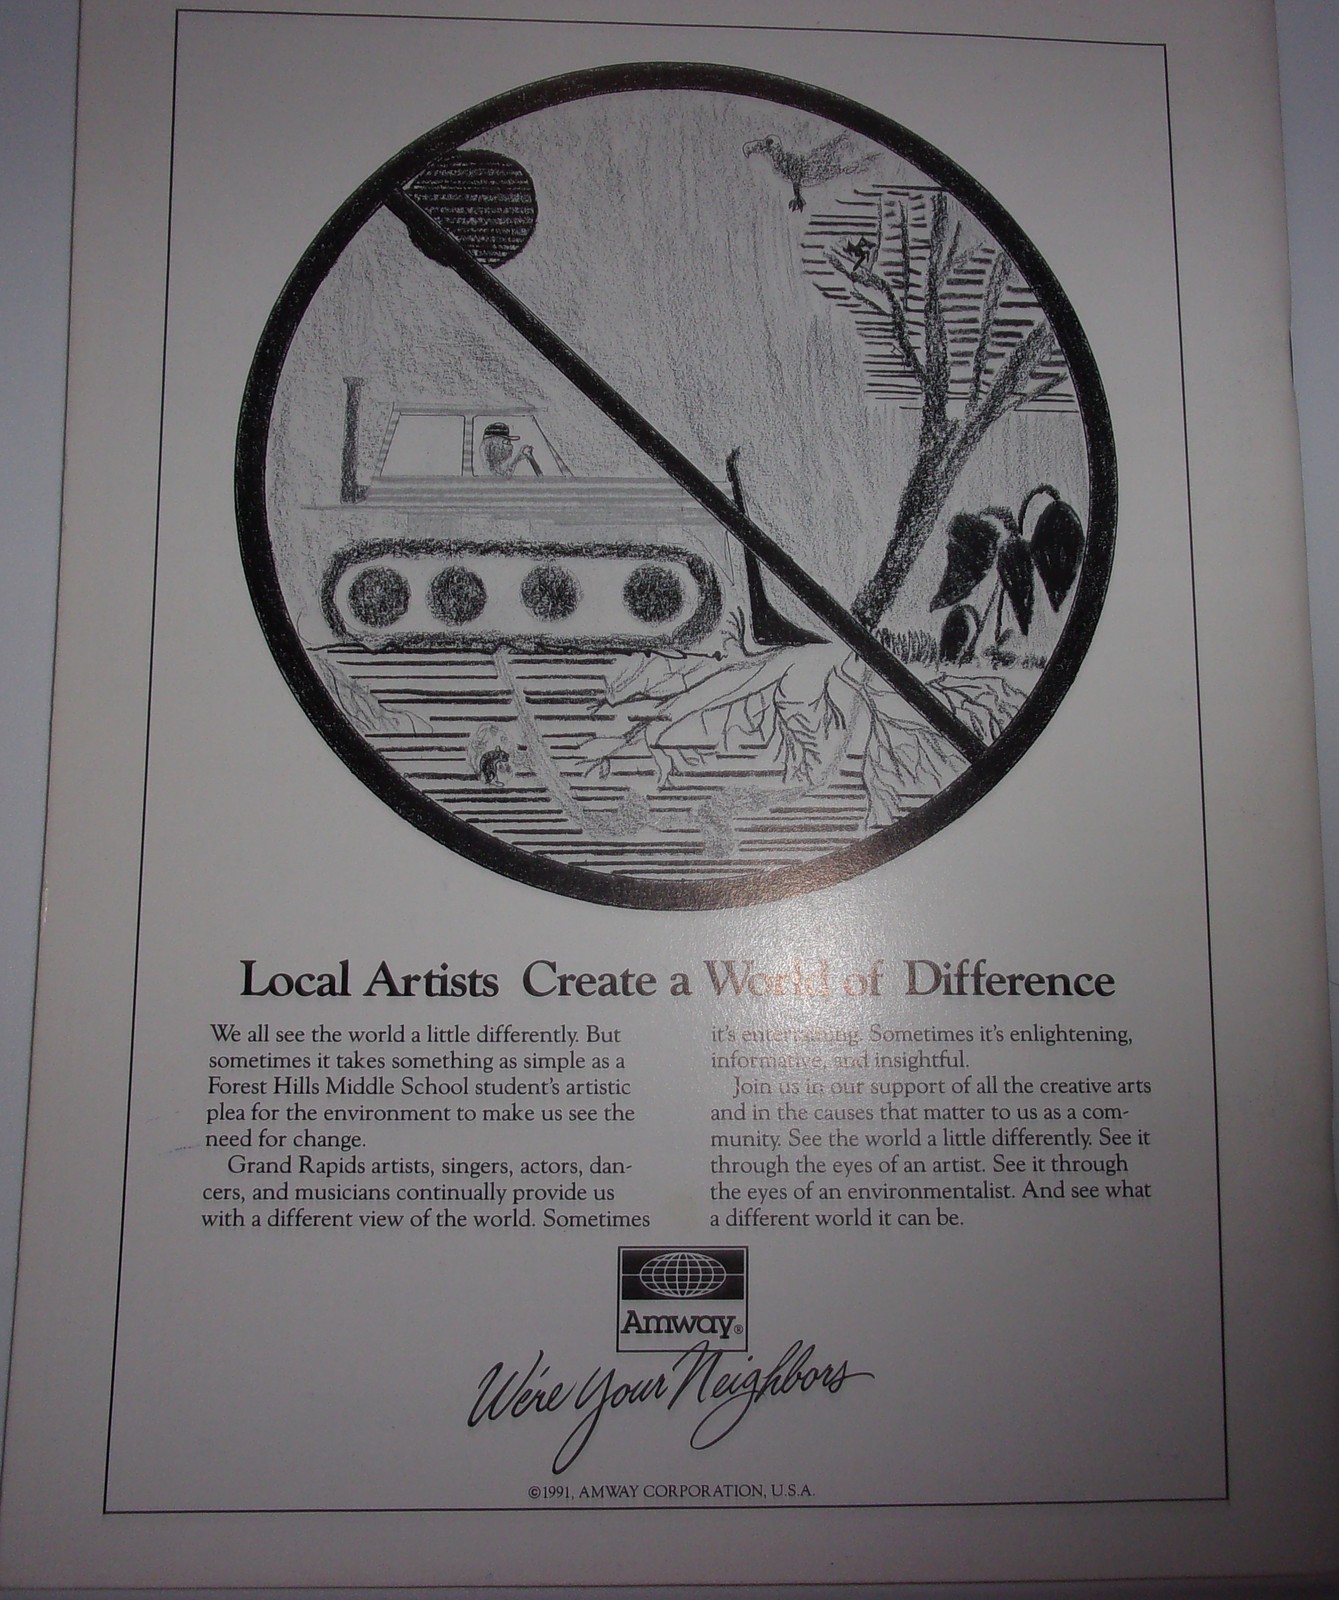 Local Artists Create a World of Difference
We all see the world a little differently. But
sometimes it takes something as simple as a
Forest Hills Middle School student's artistic
plea for the environment to make us see the
need for change.
Grand Rapids artists, singers, actors, dan-
cers, and musicians continually provide us
with a different view of the world. Sometimes
it's entertaining. Sometimes it's enlightening,
informative, and insightful.
Join us in our support of all the creative arts
and in the causes that matter to us as a com-
munity. See the world a little differently. See it
through the eyes of an artist. See it through
the eyes of an environmentalist. And see what
a different world it can be.
Amway®
We're Your Neighbors
©1991, AMWAY CORPORATION, U.S.A.